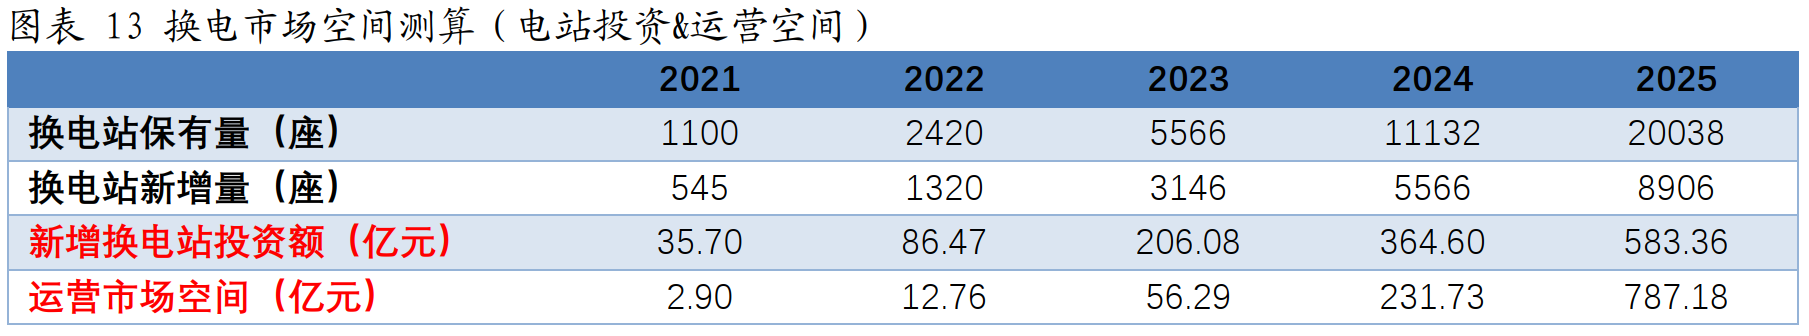 图表 13 换电市场空间测算（电站投资&运营空间）
2021 2022 2023 2024 2025
换电站保有量（座） 1100 2420 5566 11132 20038
换电站新增量（座） 545 1320 3146 5566 8906
新增换电站投资额（亿元） 35.70 86.47 206.08 364.60 583.36
运营市场空间（亿元） 2.90 12.76 56.29 231.73 787.18